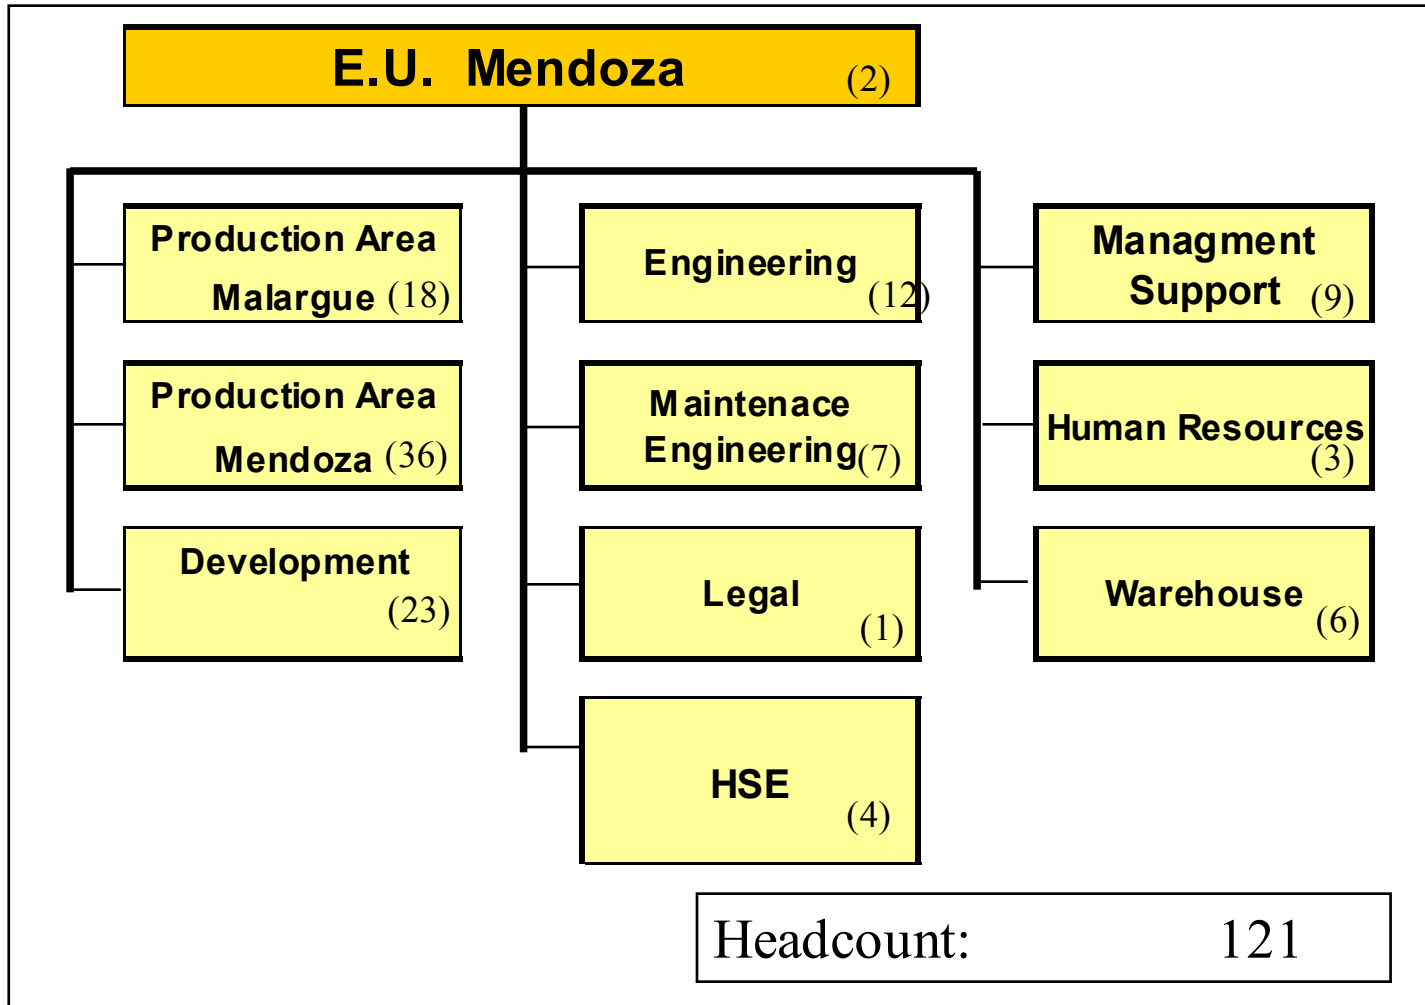 E.U. Mendoza (2)
Production Area
Malargue (18)
Production Area
Mendoza (36)
Development
(23)
Engineering
(12)
Maintenace
Engineering (7)
Legal
(1)
HSE
(4)
Managment
Support (9)
Human Resources
(3)
Warehouse
(6)
Headcount: 121